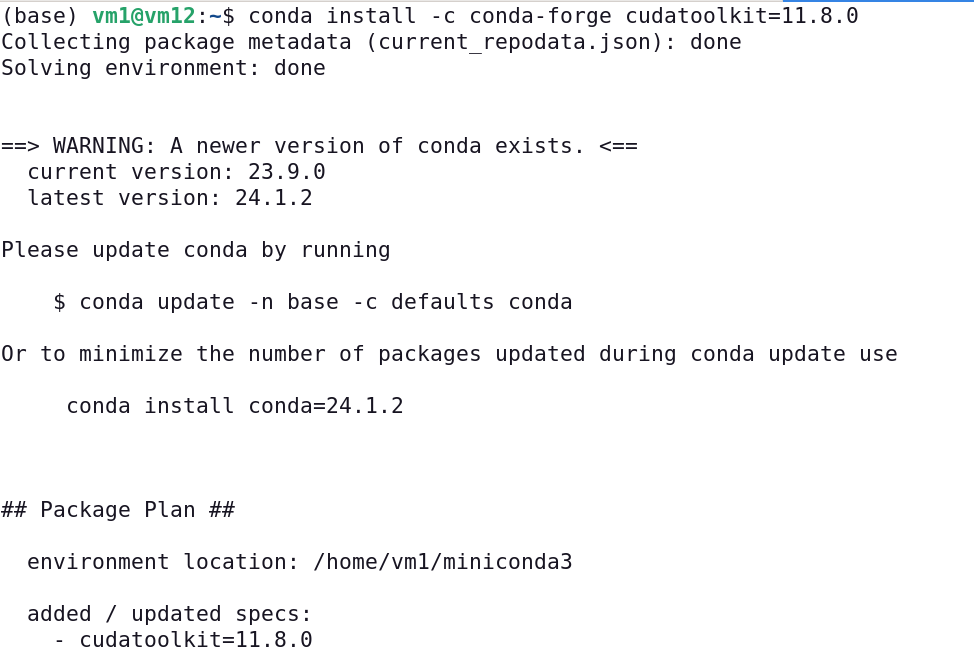 (base) vm1@vm12:~$ conda install -c conda-forge cudatoolkit=11.8.0
Collecting package metadata (current_repodata.json): done
Solving environment: done
==> WARNING: A newer version of conda exists. <==
  current version: 23.9.0
  latest version: 24.1.2
Please update conda by running
    $ conda update -n base -c defaults conda
Or to minimize the number of packages updated during conda update use
     conda install conda=24.1.2
## Package Plan ##
  environment location: /home/vm1/miniconda3
  added / updated specs:
    - cudatoolkit=11.8.0